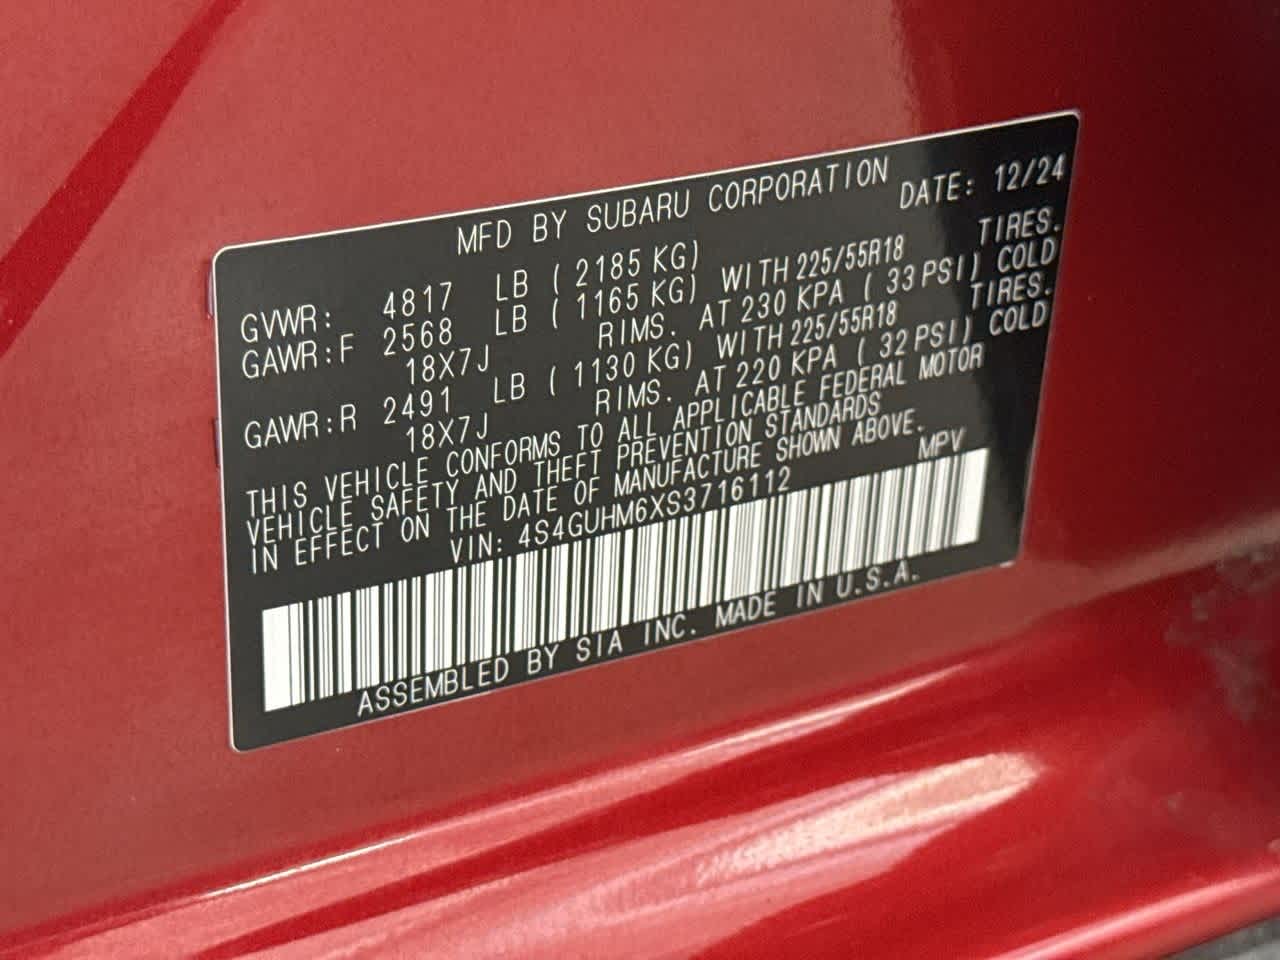 MFD BY SUBARU CORPORATION
DATE: 12/24
GVWR: 4817 LB ( 2185 KG)
GAWR:F 2568 LB ( 1165 KG) WITH 225/55R18 TIRES.
18X7J RIMS. AT 230 KPA ( 33 PSI) COLD
GAWR:R 2491 LB ( 1130 KG) WITH 225/55R18 TIRES.
18X7J RIMS. AT 220 KPA ( 32 PSI) COLD
THIS VEHICLE CONFORMS TO ALL APPLICABLE FEDERAL MOTOR
VEHICLE SAFETY AND THEFT PREVENTION STANDARDS
IN EFFECT ON THE DATE OF MANUFACTURE SHOWN ABOVE.
VIN: 4S4GUHM6XS3716112 MPV
ASSEMBLED BY SIA INC. MADE IN U.S.A.